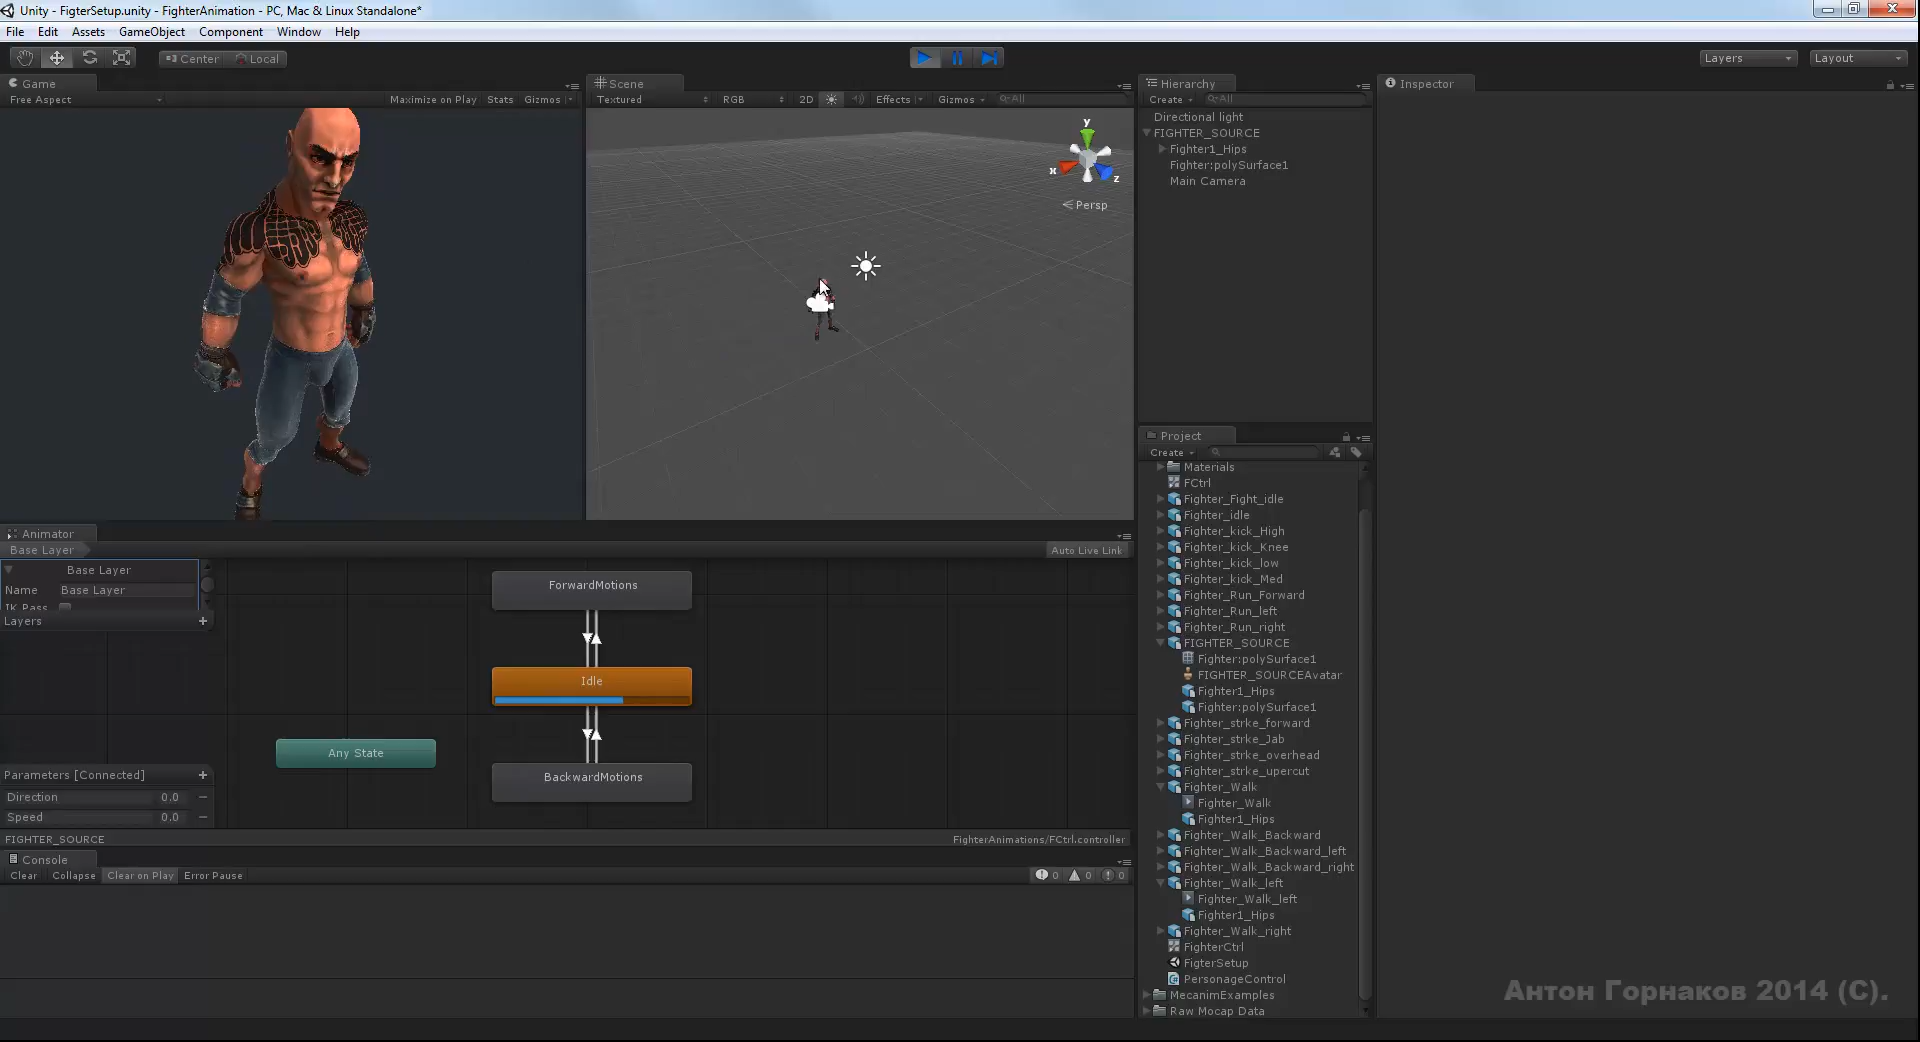 Unity - FigterSetup.unity - FighterAnimation - PC, Mac & Linux Standalone*
File Edit Assets GameObject Component Window Help
Center Local
Layers Layout
Game
Free Aspect Maximize on Play Stats Gizmos
Scene
Textured RGB 2D Effects Gizmos All
y
x
z
Persp
Hierarchy
Create All
Directional light
FIGHTER_SOURCE
Fighter1_Hips
Fighter:polySurface1
Main Camera
Inspector
Project
Create
Materials
FCtrl
Fighter_Fight_idle
Fighter_idle
Fighter_kick_High
Fighter_kick_Knee
Fighter_kick_low
Fighter_kick_Med
Fighter_Run_Forward
Fighter_Run_left
Fighter_Run_right
FIGHTER_SOURCE
Fighter:polySurface1
FIGHTER_SOURCEAvatar
Fighter1_Hips
Fighter:polySurface1
Fighter_strke_forward
Fighter_strke_Jab
Fighter_strke_overhead
Fighter_strke_upercut
Fighter_Walk
Fighter_Walk
Fighter1_Hips
Fighter_Walk_Backward
Fighter_Walk_Backward_left
Fighter_Walk_Backward_right
Fighter_Walk_left
Fighter_Walk_left
Fighter1_Hips
Fighter_Walk_right
FighterCtrl
FigterSetup
PersonageControl
MecanimExamples
Raw Mocap Data
Animator
Base Layer Auto Live Link
Base Layer
Name Base Layer
IK Pass
Layers
ForwardMotions
Idle
Any State
BackwardMotions
Parameters [Connected]
Direction 0.0
Speed 0.0
FIGHTER_SOURCE FighterAnimations/FCtrl.controller
Console
Clear Collapse Clear on Play Error Pause 0 0 0
Антон Горнаков 2014 (С).